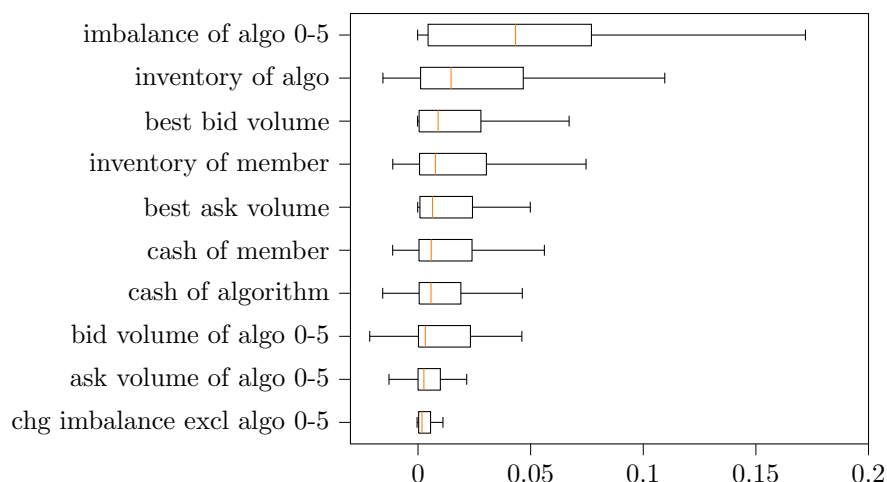 imbalance of algo 0-5
inventory of algo
best bid volume
inventory of member
best ask volume
cash of member
cash of algorithm
bid volume of algo 0-5
ask volume of algo 0-5
chg imbalance excl algo 0-5
0 0.05 0.1 0.15 0.2